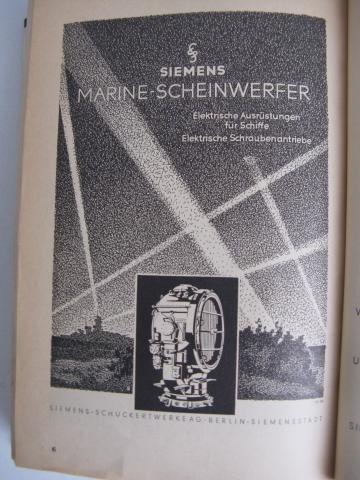 SIEMENS
MARINE-SCHEINWERFER
Elektrische Ausrüstungen
für Schiffe
Elektrische Schraubenantriebe
SIEMENS-SCHUCKERTWERKE AG · BERLIN-SIEMENSSTADT
6